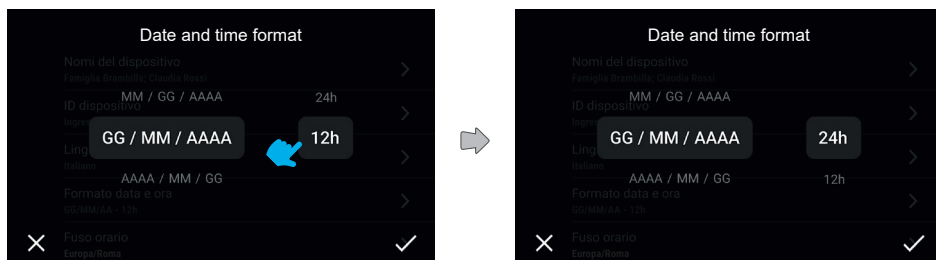 Date and time format
Nomi del dispositivo
Famiglia Brambilla; Claudia Rossi
MM / GG / AAAA
24h
ID dispositivo
GG / MM / AAAA
12h
Italiano
AAAA / MM / GG
Formato data e ora
GG/MM/AA - 12h
Fuso orario
Europa/Roma
Date and time format
Nomi del dispositivo
Famiglia Brambilla; Claudia Rossi
MM / GG / AAAA
ID dispositivo
GG / MM / AAAA
24h
Italiano
AAAA / MM / GG
12h
Formato data e ora
GG/MM/AA - 12h
Fuso orario
Europa/Roma